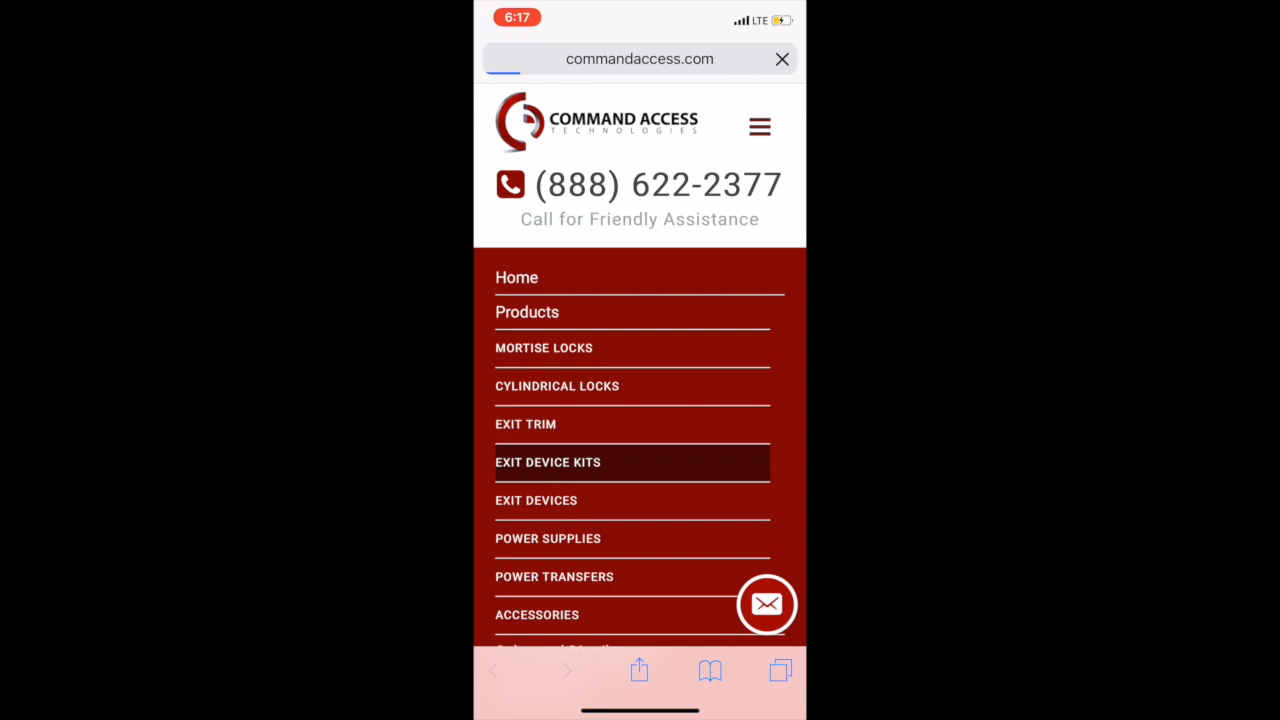 6:17
LTE
commandaccess.com
COMMAND ACCESS
TECHNOLOGIES
(888) 622-2377
Call for Friendly Assistance
Home
Products
MORTISE LOCKS
CYLINDRICAL LOCKS
EXIT TRIM
EXIT DEVICE KITS
EXIT DEVICES
POWER SUPPLIES
POWER TRANSFERS
ACCESSORIES